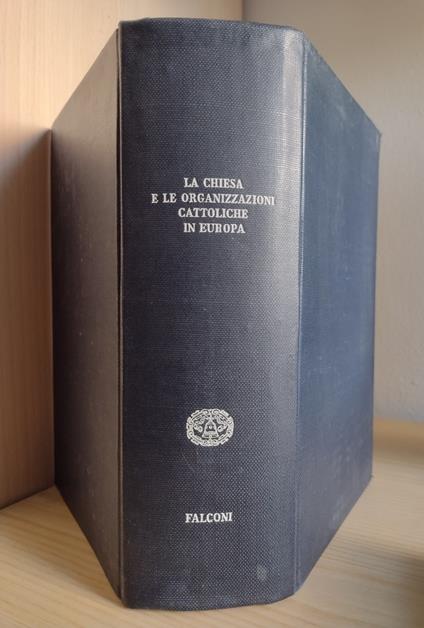 LA CHIESA
E LE ORGANIZZAZIONI
CATTOLICHE
IN EUROPA
FALCONI